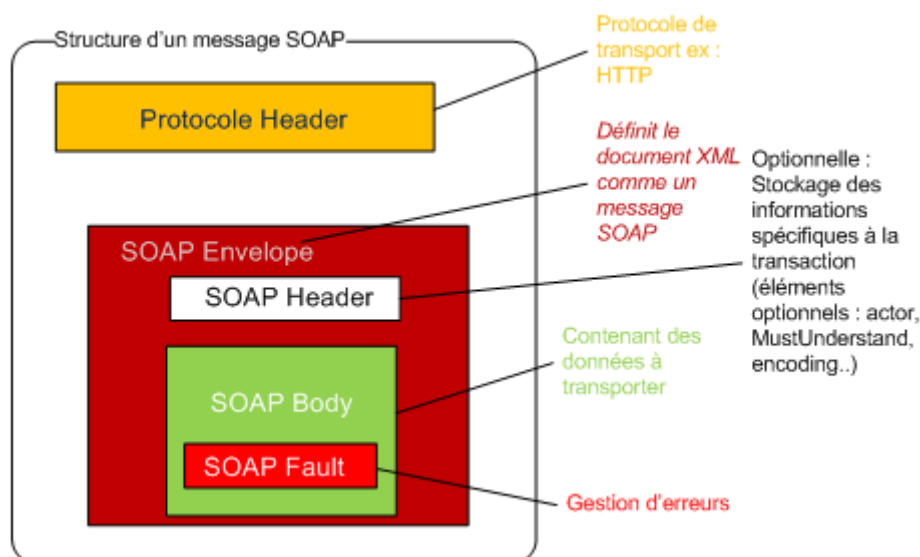 Structure d'un message SOAP
Protocole de
transport ex :
HTTP
Protocole Header
Définit le
document XML
comme un
message
SOAP
Optionnelle :
Stockage des
informations
spécifiques à la
transaction
(éléments
optionnels : actor,
MustUnderstand,
encoding..)
SOAP Envelope
SOAP Header
Contenant des
données à
transporter
SOAP Body
SOAP Fault
Gestion d'erreurs